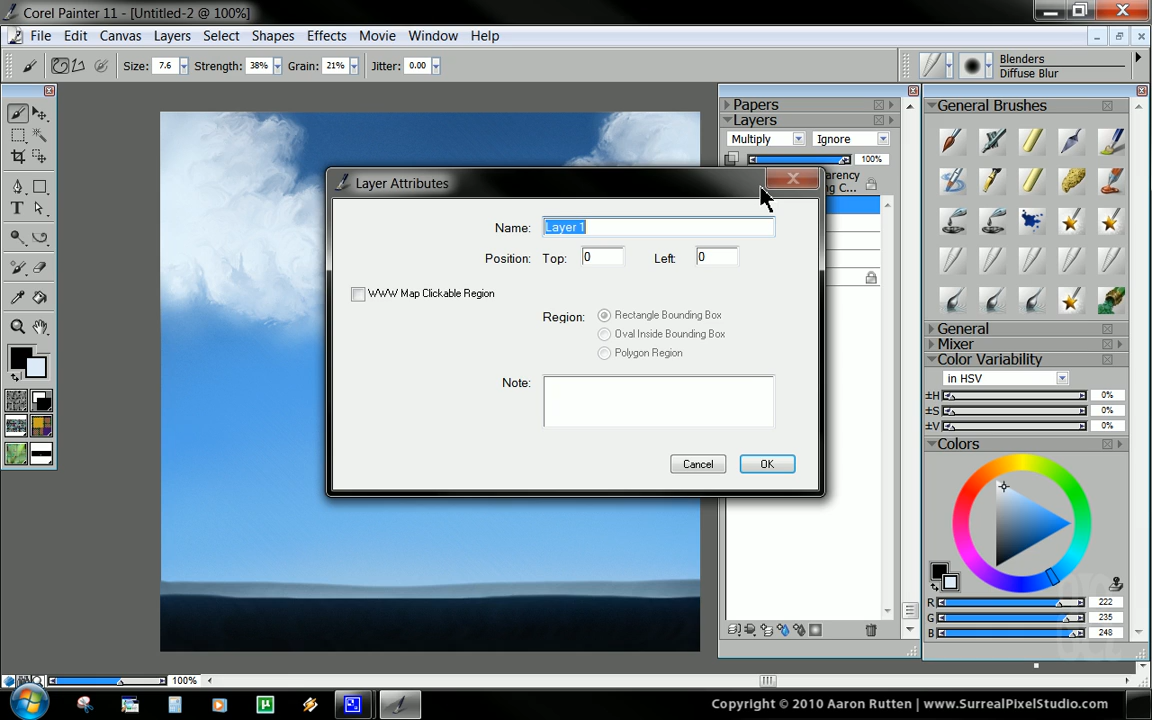 Corel Painter 11 - [Untitled-2 @ 100%]
File Edit Canvas Layers Select Shapes Effects Movie Window Help
Size: 7.6 Strength: 38% Grain: 21% Jitter: 0.00
Blenders
Diffuse Blur
Papers
Layers
Multiply Ignore
100%
arency
ng C...
General Brushes
Layer Attributes
Name: Layer 1
Position: Top: 0 Left: 0
WWW Map Clickable Region
Region: Rectangle Bounding Box
Oval Inside Bounding Box
Polygon Region
Note:
Cancel OK
General
Mixer
Color Variability
in HSV
±H 0%
±S 0%
±V 0%
Colors
R 222
G 235
B 248
100%
Copyright © 2010 Aaron Rutten | www.SurrealPixelStudio.com